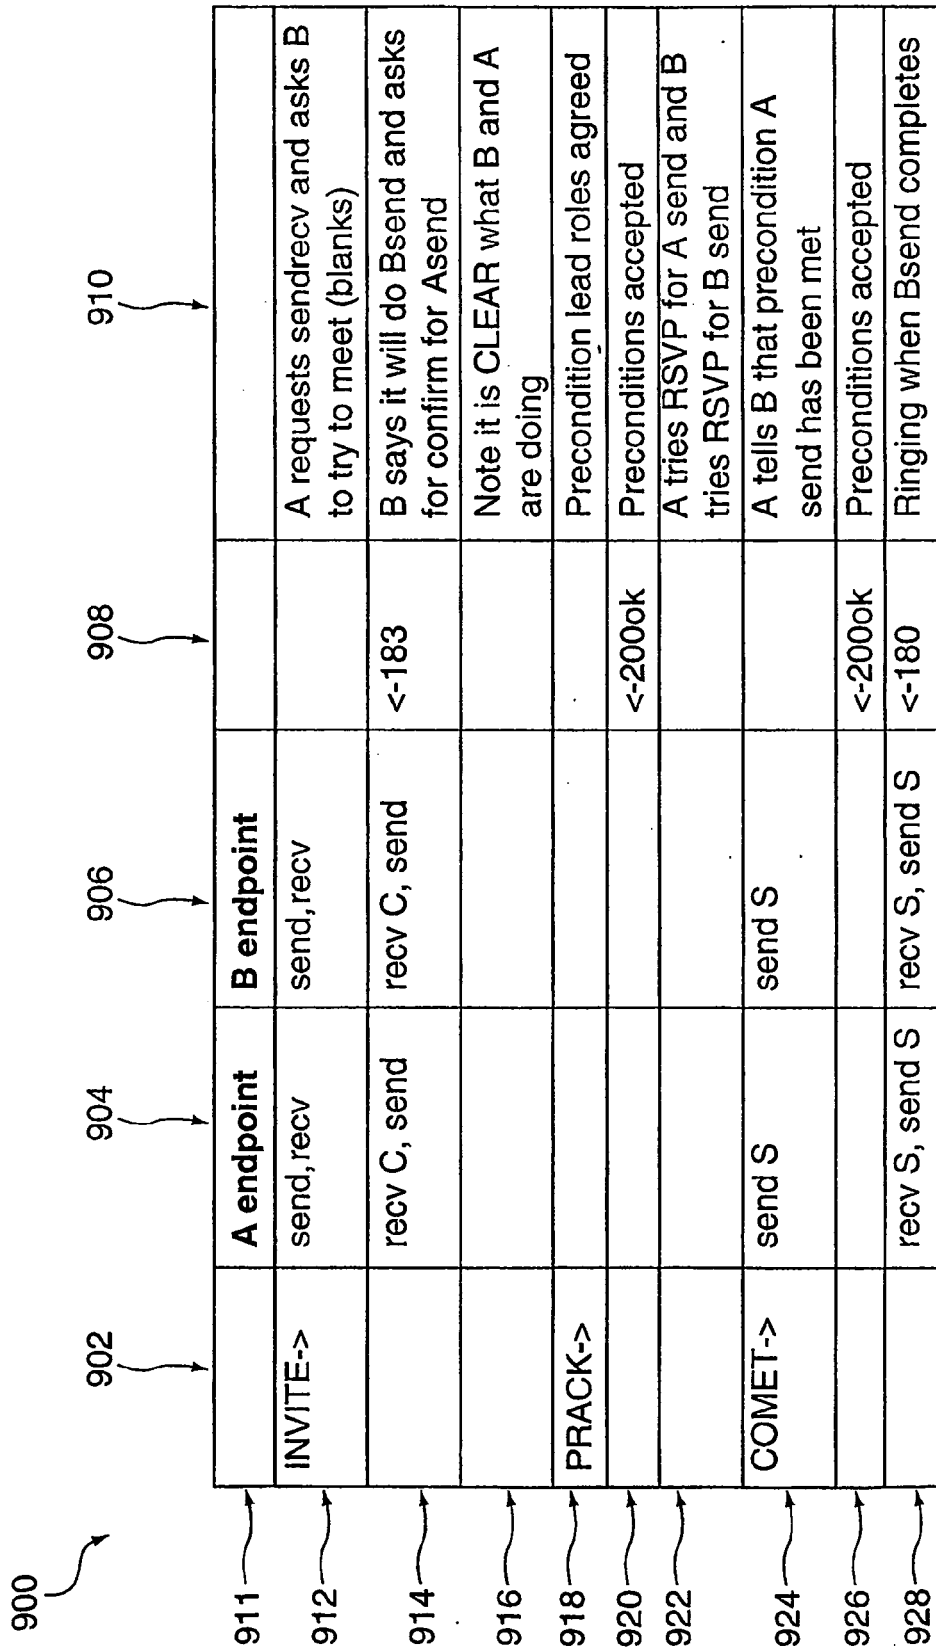 900
902 904 906 908 910
911 A endpoint B endpoint
912 INVITE-> send,recv send,recv A requests sendrecv and asks B
to try to meet (blanks)
914 recv C, send recv C, send <-183 B says it will do Bsend and asks
for confirm for Asend
916 Note it is CLEAR what B and A
are doing
918 PRACK-> Precondition lead roles agreed
920 <-200ok Preconditions accepted
922 A tries RSVP for A send and B
tries RSVP for B send
924 COMET-> send S send S A tells B that precondition A
send has been met
926 <-200ok Preconditions accepted
928 recv S, send S recv S, send S <-180 Ringing when Bsend completes